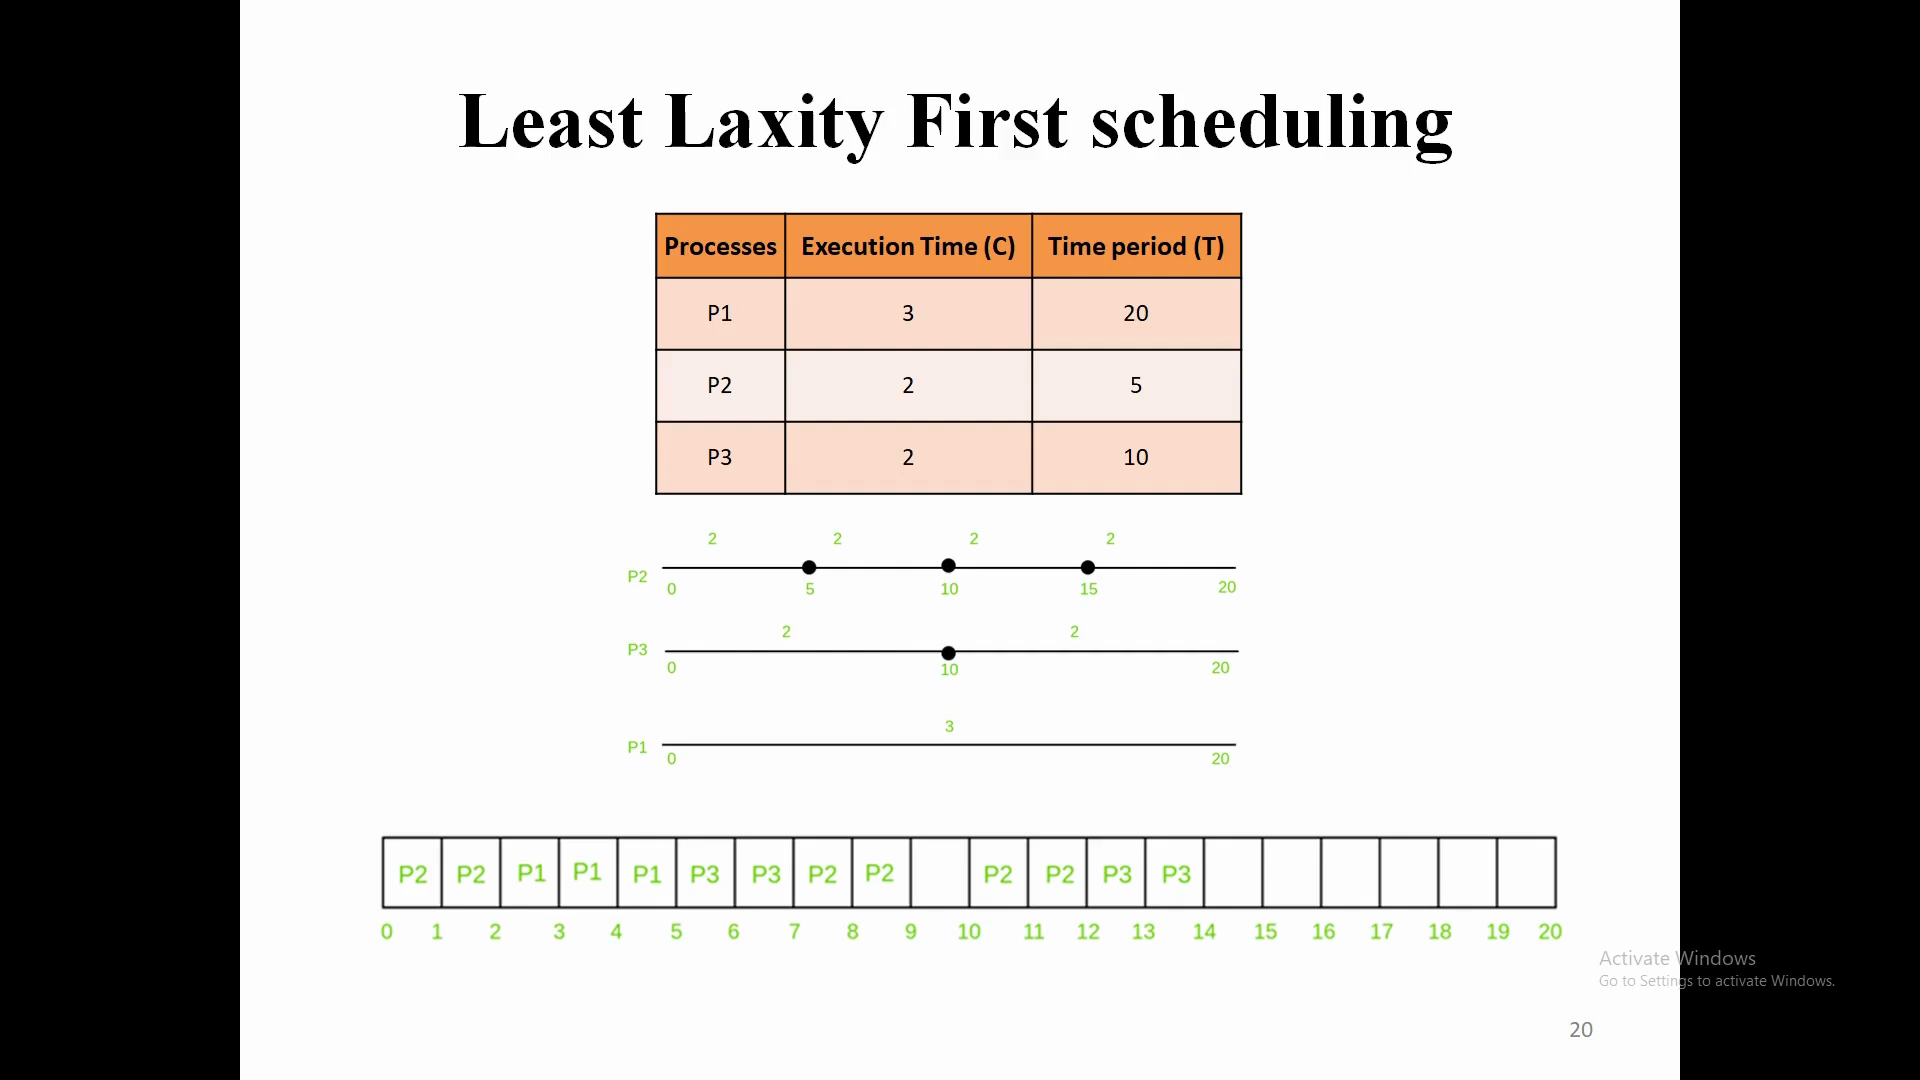 Least Laxity First scheduling
Processes Execution Time (C) Time period (T)
P1 3 20
P2 2 5
P3 2 10
2 2 2 2
P2
0 5 10 15 20
2 2
P3
0 10 20
3
P1
0 20
P2 P2 P1 P1 P1 P3 P3 P2 P2 P2 P2 P3 P3
0 1 2 3 4 5 6 7 8 9 10 11 12 13 14 15 16 17 18 19 20
Activate Windows
Go to Settings to activate Windows.
20